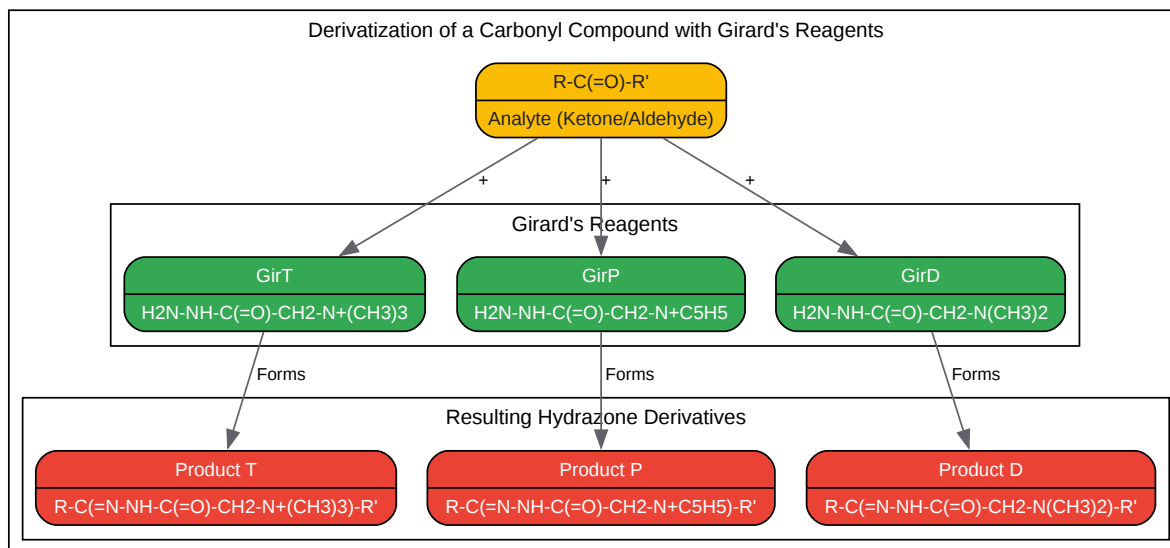 Derivatization of a Carbonyl Compound with Girard's Reagents
R-C(=O)-R'
Analyte (Ketone/Aldehyde)
+ + +
Girard's Reagents
GirT GirP GirD
H2N-NH-C(=O)-CH2-N+(CH3)3 H2N-NH-C(=O)-CH2-N+C5H5 H2N-NH-C(=O)-CH2-N(CH3)2
Forms Forms Forms
Resulting Hydrazone Derivatives
Product T Product P Product D
R-C(=N-NH-C(=O)-CH2-N+(CH3)3)-R' R-C(=N-NH-C(=O)-CH2-N+C5H5)-R' R-C(=N-NH-C(=O)-CH2-N(CH3)2)-R'